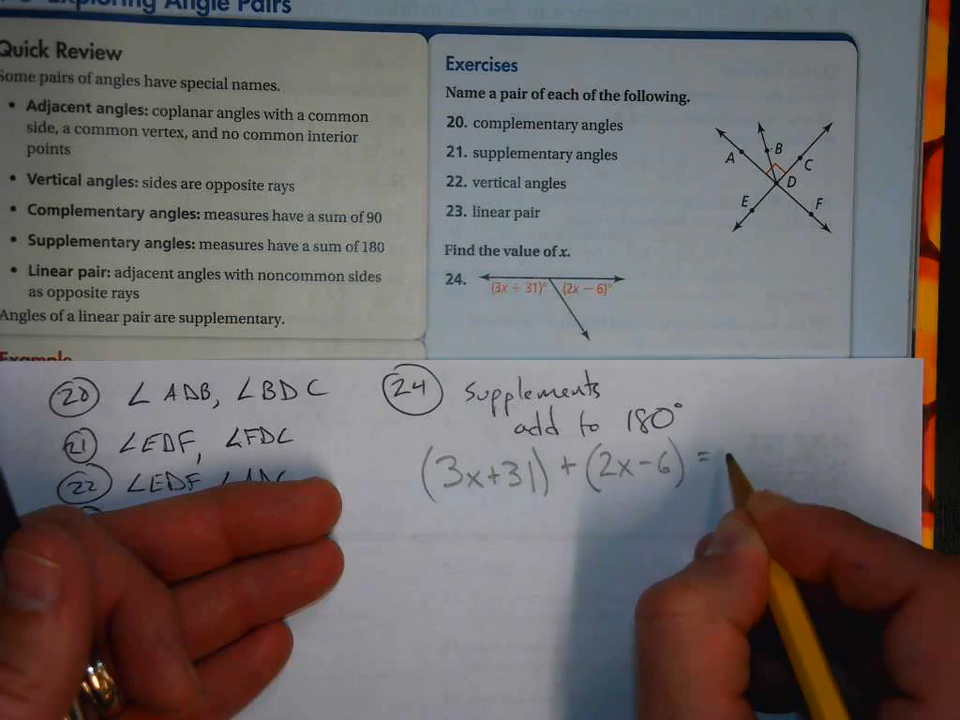 Exploring Angle Pairs
Quick Review
Some pairs of angles have special names.
• Adjacent angles: coplanar angles with a common
side, a common vertex, and no common interior
points
• Vertical angles: sides are opposite rays
• Complementary angles: measures have a sum of 90
• Supplementary angles: measures have a sum of 180
• Linear pair: adjacent angles with noncommon sides
as opposite rays
Angles of a linear pair are supplementary.
Example
Exercises
Name a pair of each of the following.
20. complementary angles
21. supplementary angles
22. vertical angles
23. linear pair
A
B
C
D
E
F
Find the value of x.
24.
(3x + 31)° (2x − 6)°
20 ∠ADB, ∠BDC
21 ∠EDF, ∠FDC
22 ∠EDF
24 supplements
add to 180°
(3x+31) + (2x-6) =